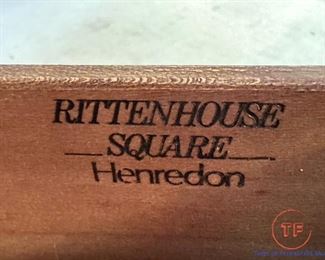 RITTENHOUSE
SQUARE
Henredon
TF